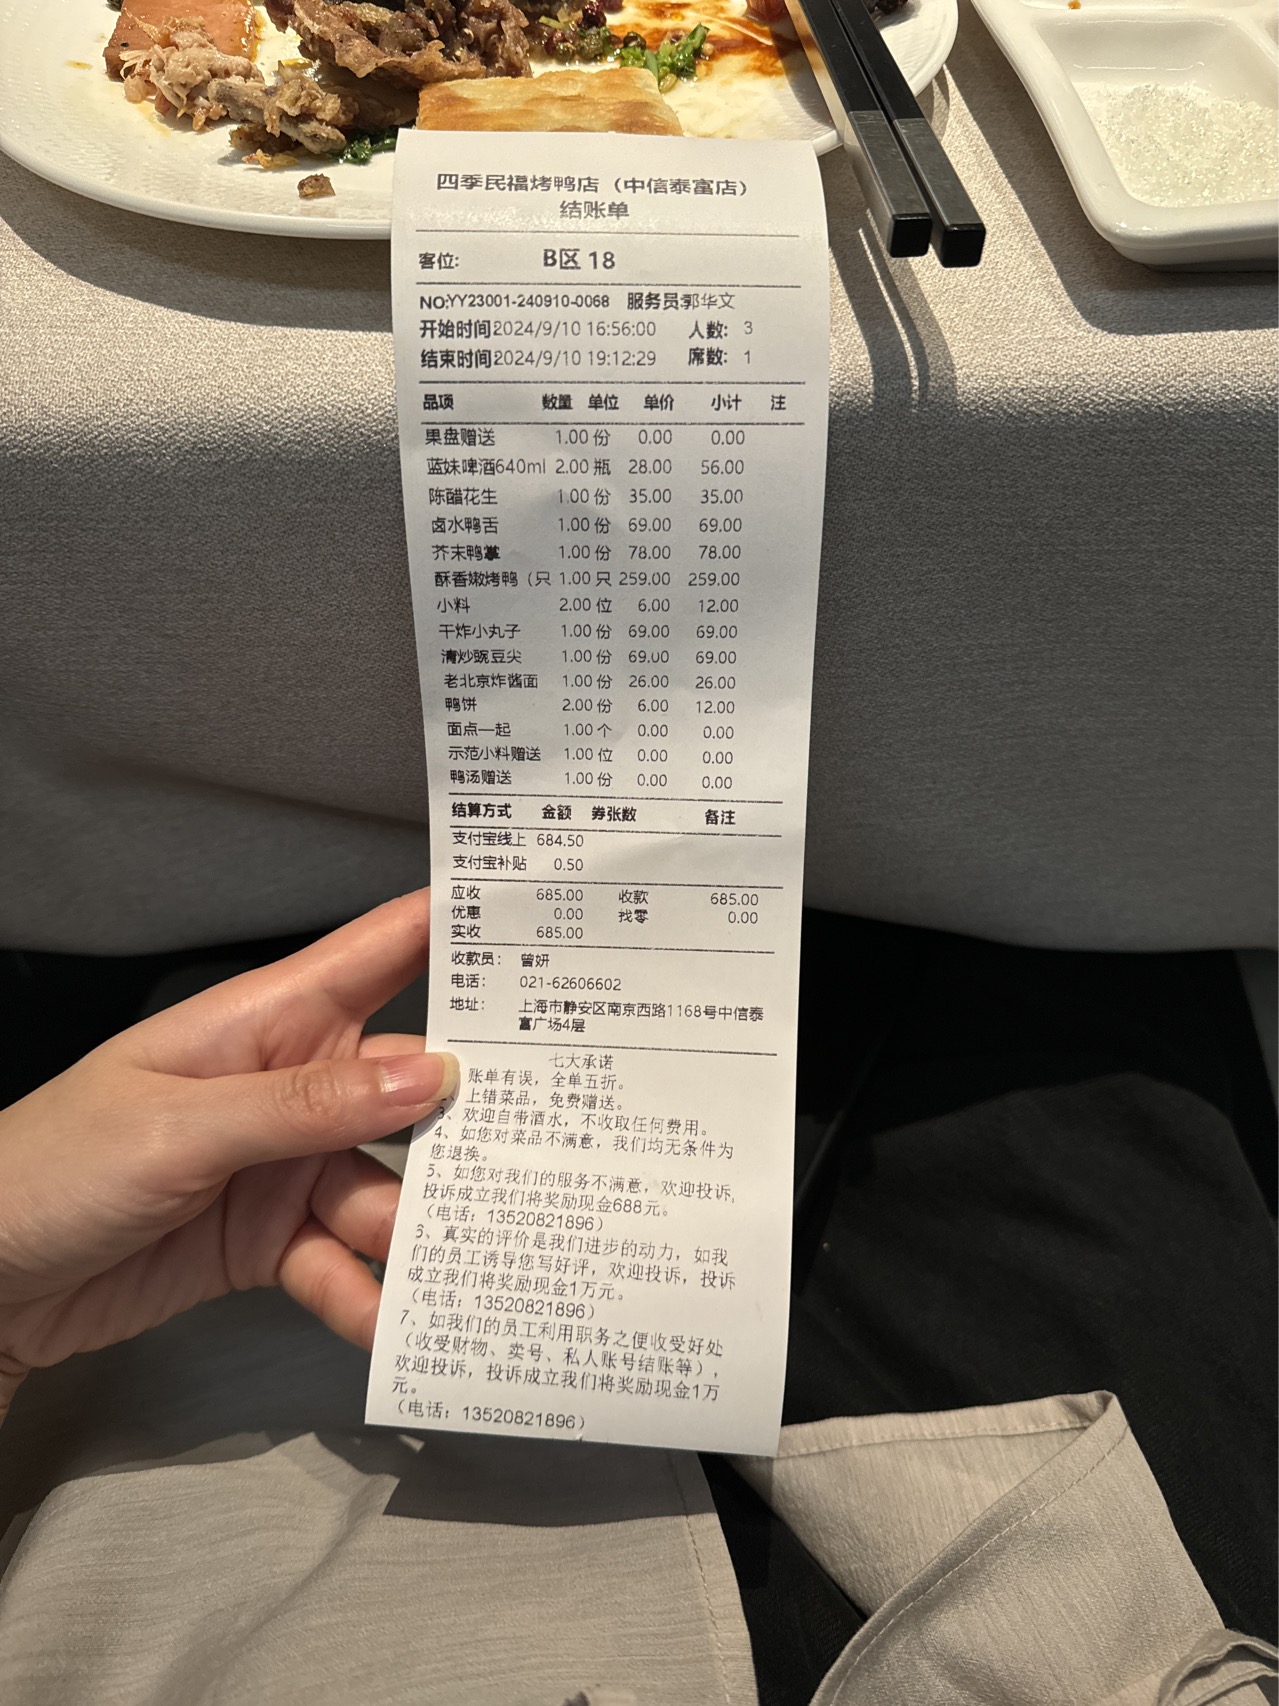 四季民福烤鸭店（中信泰富店）
结账单
客位: B区 18
NO:YY23001-240910-0068 服务员郭华文
开始时间2024/9/10 16:56:00 人数: 3
结束时间2024/9/10 19:12:29 席数: 1
品项 数量 单位 单价 小计 注
果盘赠送 1.00 份 0.00 0.00
蓝妹啤酒640ml 2.00 瓶 28.00 56.00
陈醋花生 1.00 份 35.00 35.00
卤水鸭舌 1.00 份 69.00 69.00
芥末鸭掌 1.00 份 78.00 78.00
酥香嫩烤鸭（只 1.00 只 259.00 259.00
小料 2.00 位 6.00 12.00
干炸小丸子 1.00 份 69.00 69.00
清炒豌豆尖 1.00 份 69.00 69.00
老北京炸酱面 1.00 份 26.00 26.00
鸭饼 2.00 份 6.00 12.00
面点一起 1.00 个 0.00 0.00
示范小料赠送 1.00 位 0.00 0.00
鸭汤赠送 1.00 份 0.00 0.00
结算方式 金额 券张数 备注
支付宝线上 684.50
支付宝补贴 0.50
应收 685.00 收款 685.00
优惠 0.00 找零 0.00
实收 685.00
收款员: 曾妍
电话: 021-62606602
地址: 上海市静安区南京西路1168号中信泰
富广场4层
七大承诺
账单有误，全单五折。
、上错菜品，免费赠送。
3、欢迎自带酒水，不收取任何费用。
4、如您对菜品不满意，我们均无条件为
您退换。
5、如您对我们的服务不满意，欢迎投诉，
投诉成立我们将奖励现金688元。
（电话：13520821896）
6、真实的评价是我们进步的动力，如我
们的员工诱导您写好评，欢迎投诉，投诉
成立我们将奖励现金1万元。
（电话：13520821896）
7、如我们的员工利用职务之便收受好处
（收受财物、卖号、私人账号结账等），
欢迎投诉，投诉成立我们将奖励现金1万
元。
（电话：13520821896）